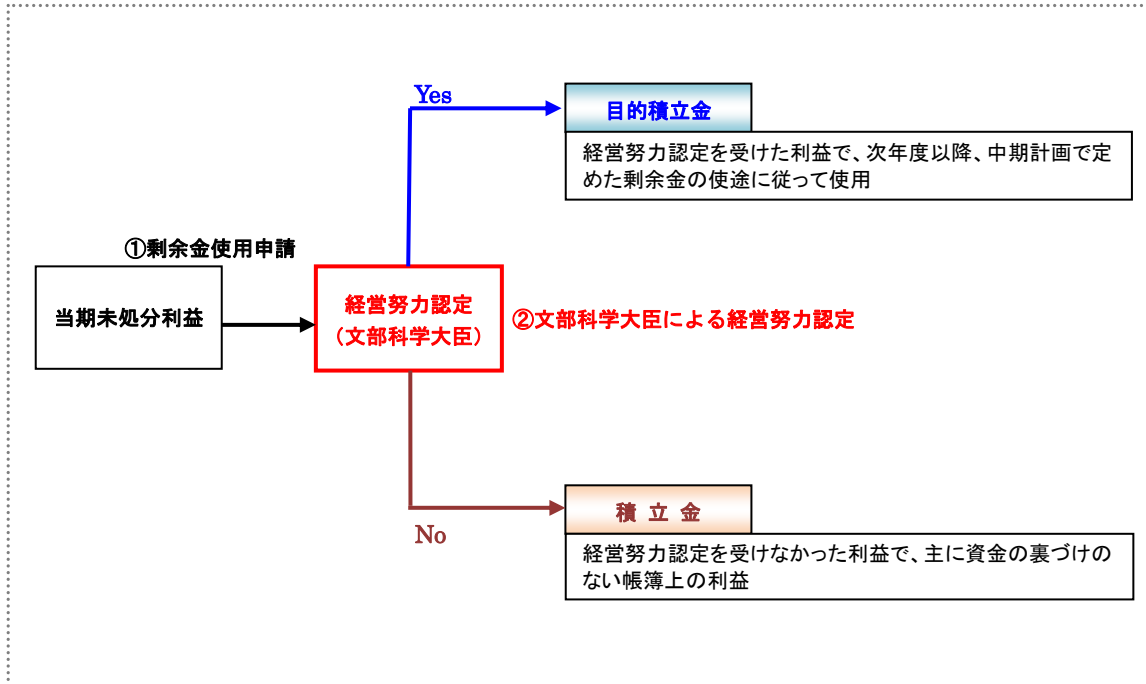 Yes
目的積立金
経営努力認定を受けた利益で、次年度以降、中期計画で定
めた剰余金の使途に従って使用
①剰余金使用申請
当期未処分利益
経営努力認定
（文部科学大臣）
②文部科学大臣による経営努力認定
積 立 金
No
経営努力認定を受けなかった利益で、主に資金の裏づけの
ない帳簿上の利益